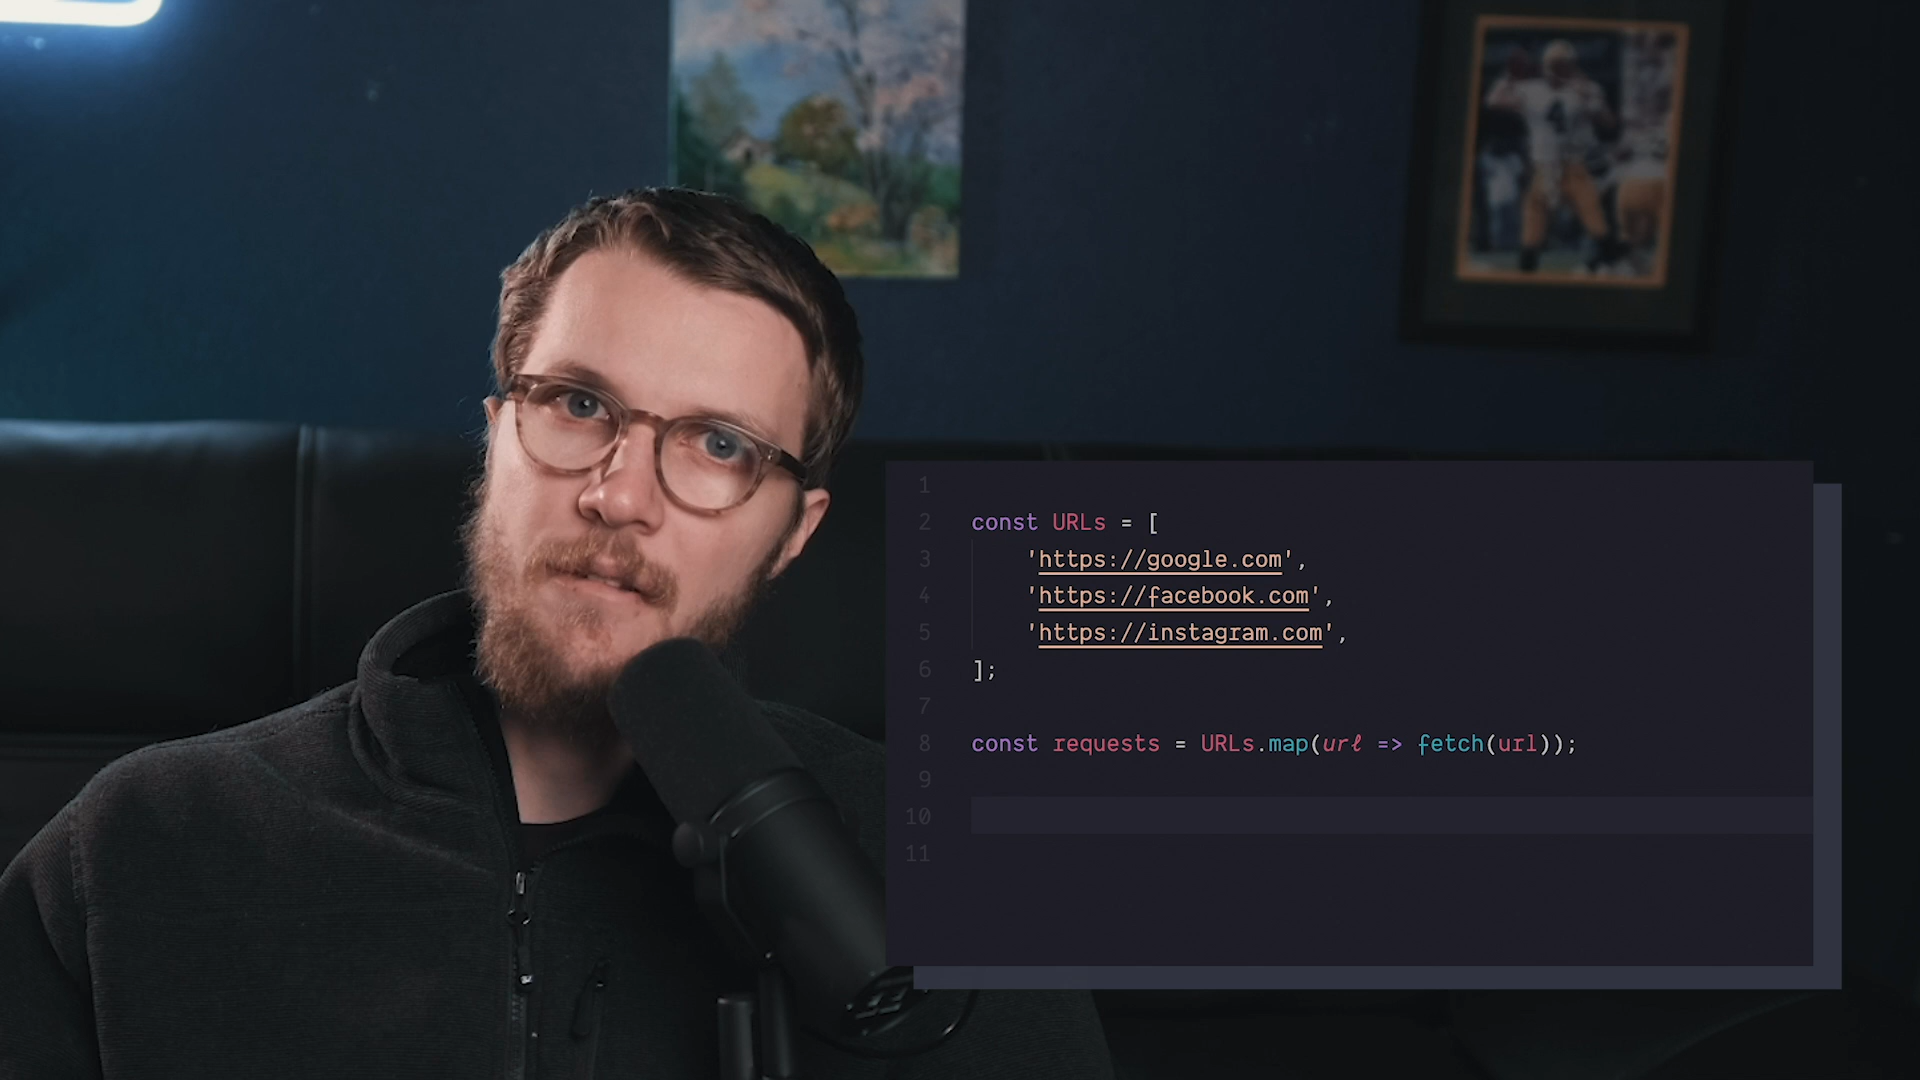 1
2 const URLs = [
3 'https://google.com',
4 'https://facebook.com',
5 'https://instagram.com',
6 ];
7
8 const requests = URLs.map(url => fetch(url));
9
10
11